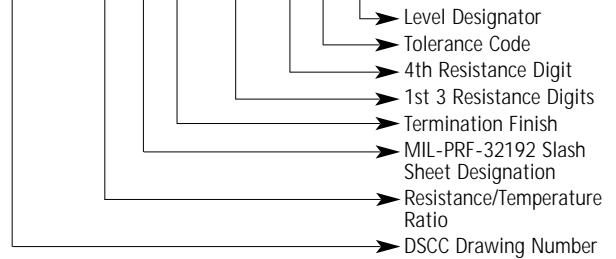 Level Designator
Tolerance Code
4th Resistance Digit
1st 3 Resistance Digits
Termination Finish
MIL-PRF-32192 Slash
Sheet Designation
Resistance/Temperature
Ratio
DSCC Drawing Number